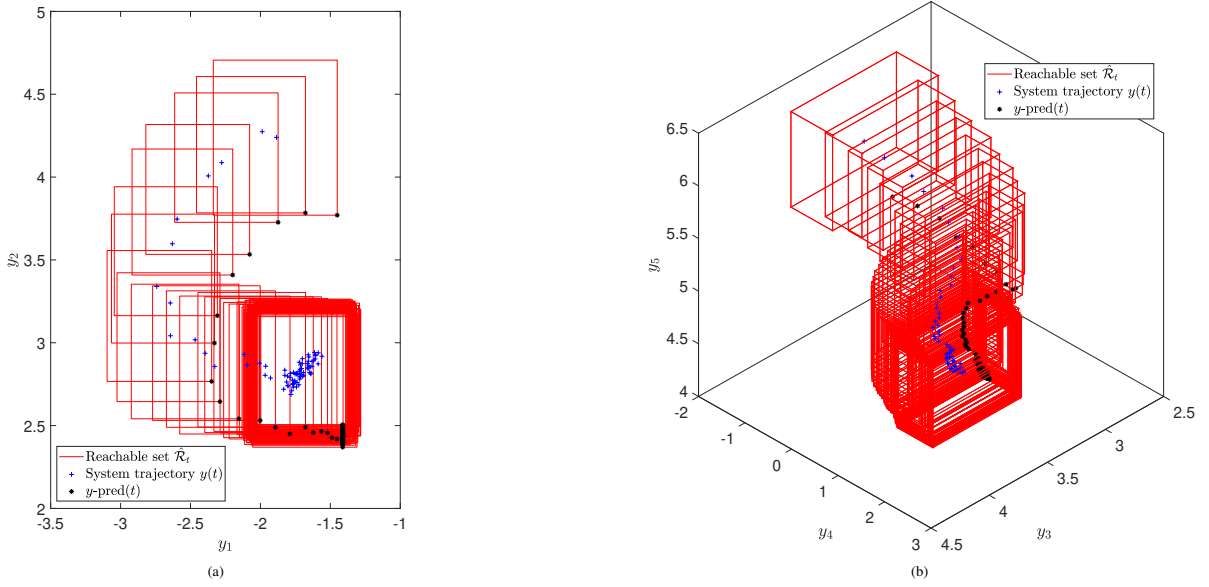 5
4.5
4
3.5
3
2.5
2
y₂
-3.5 -3 -2.5 -2 -1.5 -1
y₁
Reachable set R̂ₜ
System trajectory y(t)
y-pred(t)
(a)
Reachable set R̂ₜ
System trajectory y(t)
y-pred(t)
6.5
6
5.5
5
4.5
4
y₅
-2
-1
0
1
2
3
y₄
4.5
4
3.5
3
2.5
y₃
(b)